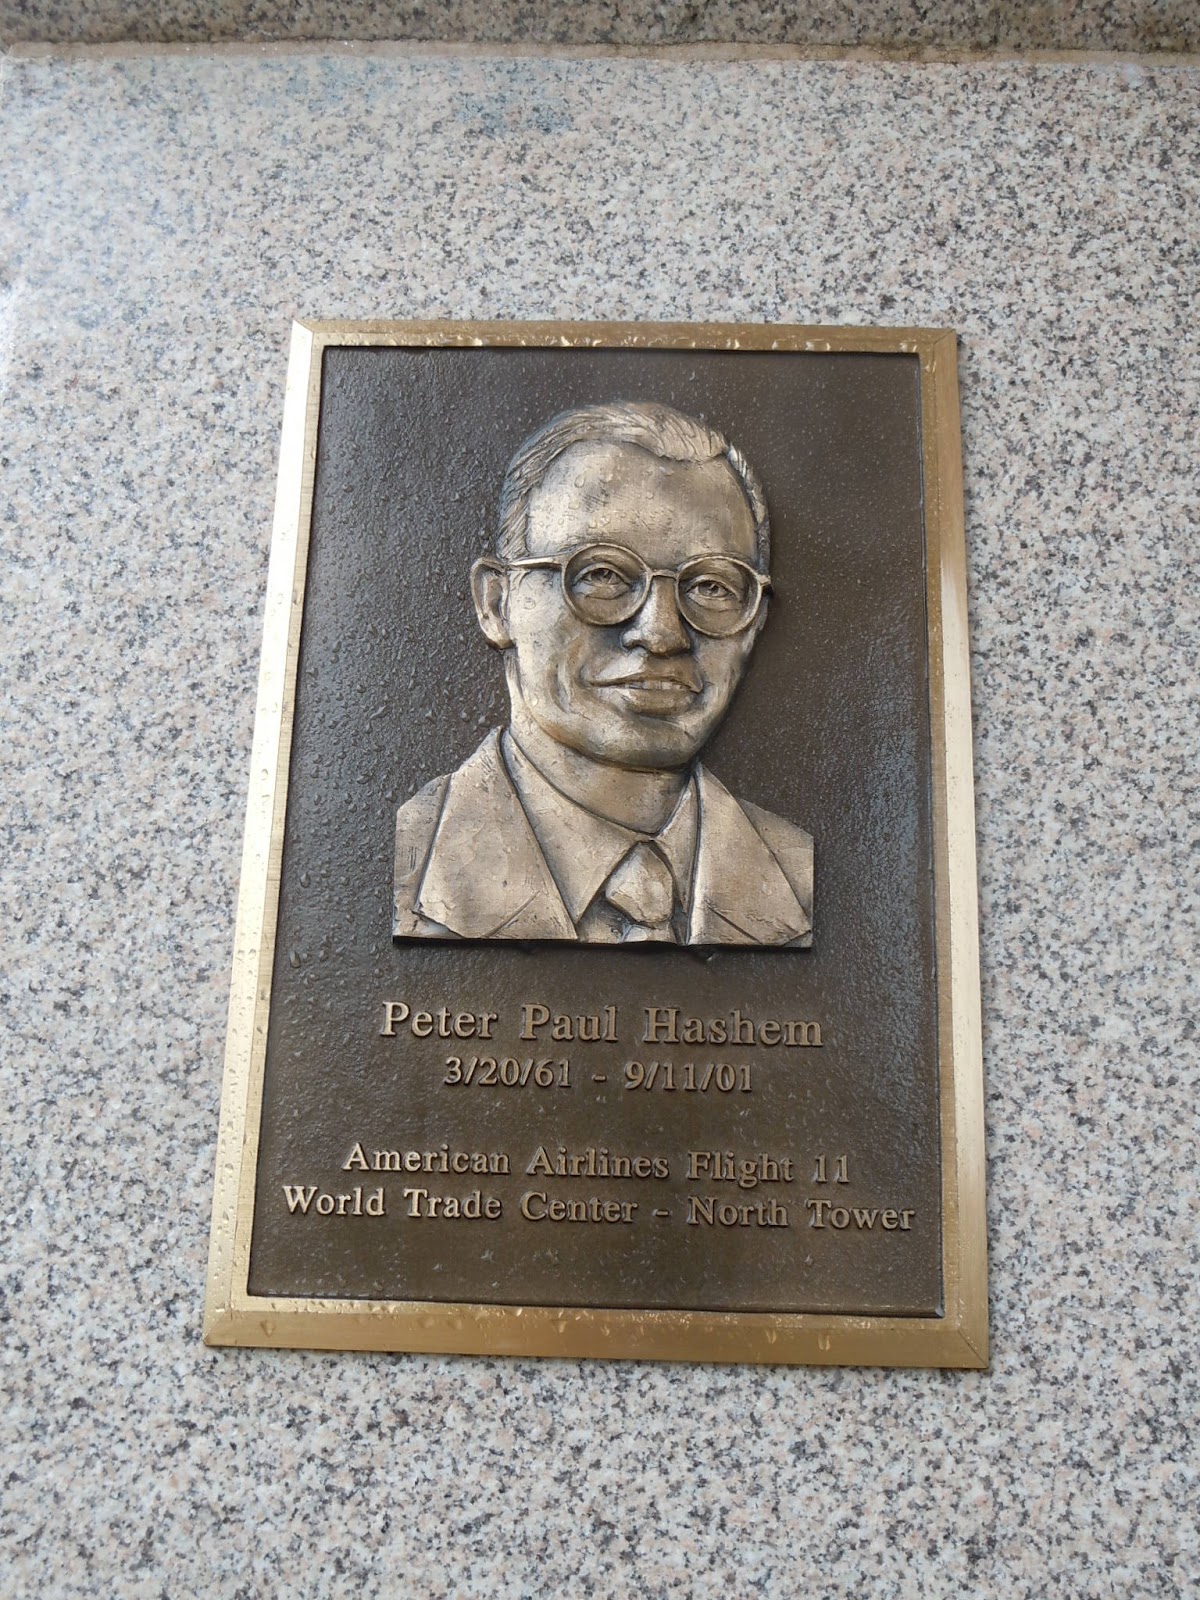 Peter Paul Hashem
3/20/61 - 9/11/01
American Airlines Flight 11
World Trade Center - North Tower